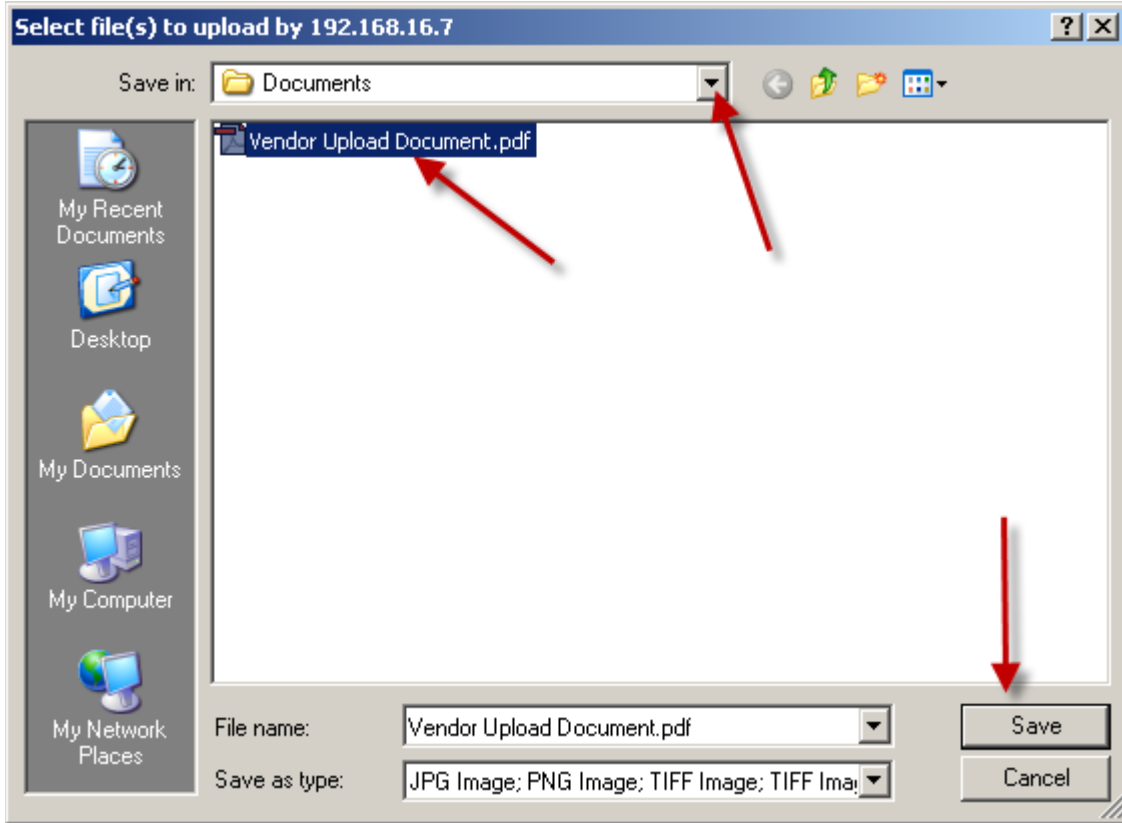 Select file(s) to upload by 192.168.16.7
Save in:
Documents
Vendor Upload Document.pdf
My Recent
Documents
Desktop
My Documents
My Computer
My Network
Places
File name:
Vendor Upload Document.pdf
Save
Save as type:
JPG Image; PNG Image; TIFF Image; TIFF
Cancel